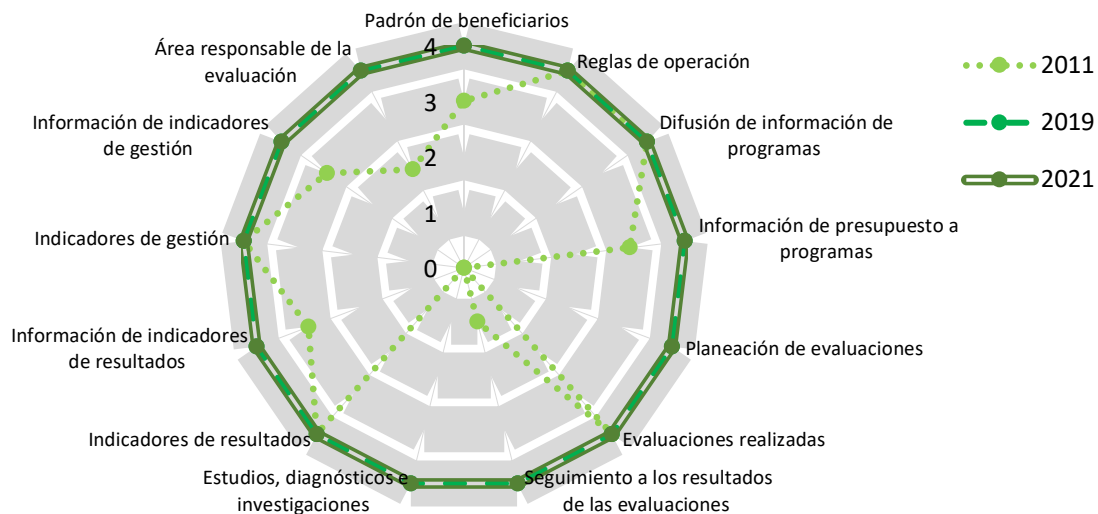 Padrón de beneficiarios
Reglas de operación
Difusión de información de
programas
Información de presupuesto a
programas
Planeación de evaluaciones
Evaluaciones realizadas
Seguimiento a los resultados
de las evaluaciones
Estudios, diagnósticos e
investigaciones
Indicadores de resultados
Información de indicadores
de resultados
Indicadores de gestión
Información de indicadores
de gestión
Área responsable de la
evaluación
4
3
2
1
0
2011
2019
2021